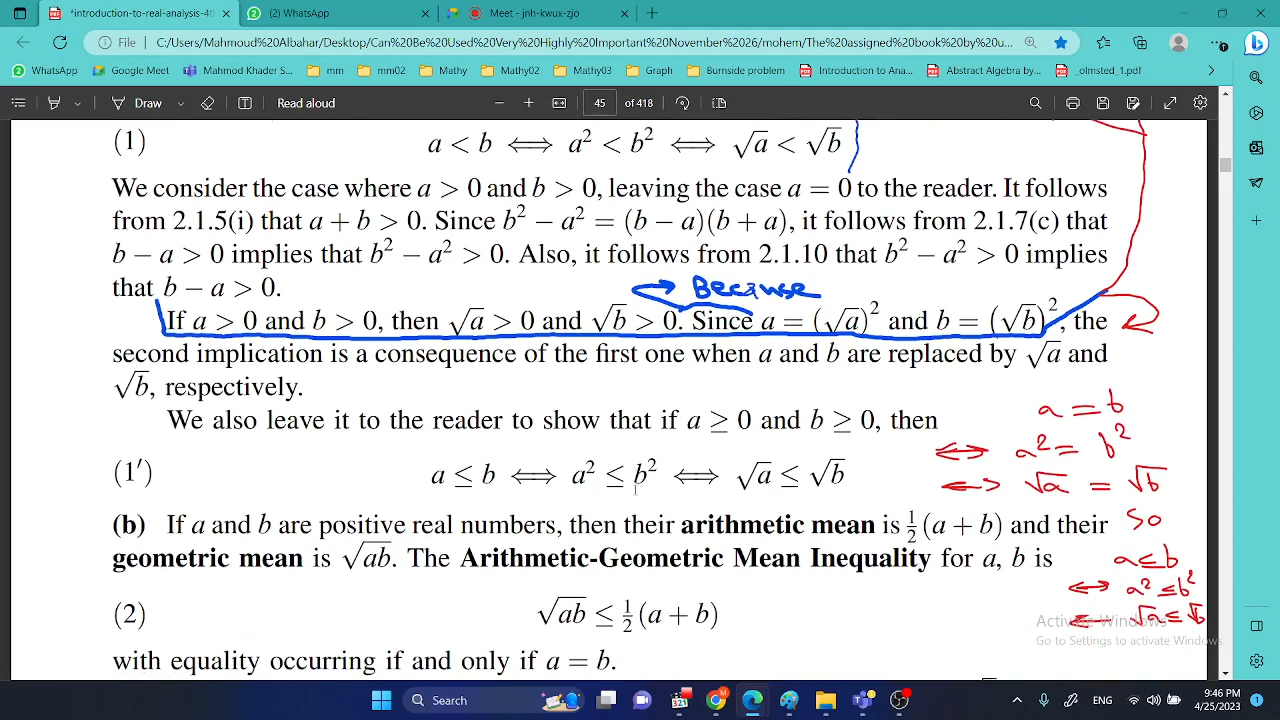 *introduction-to-real-analysis-4t
(2) WhatsApp
Meet - jnh-kwux-zjo
File
C:/Users/Mahmoud%20Albahar/Desktop/Can%20Be%20Used%20Very%20Highly%20Important%20November%2026/mohem/The%20assigned%20book%20by%20u...
WhatsApp
Google Meet
Mahmod Khader S...
mm
mm02
Mathy
Mathy02
Mathy03
Graph
Burnside problem
Introduction to Ana...
Abstract Algebra by...
_olmsted_1.pdf
Draw
Read aloud
45
of 418
(1) a < b ⟺ a² < b² ⟺ √a < √b
We consider the case where a > 0 and b > 0, leaving the case a = 0 to the reader. It follows
from 2.1.5(i) that a + b > 0. Since b² − a² = (b − a)(b + a), it follows from 2.1.7(c) that
b − a > 0 implies that b² − a² > 0. Also, it follows from 2.1.10 that b² − a² > 0 implies
that b − a > 0.
Because
If a > 0 and b > 0, then √a > 0 and √b > 0. Since a = (√a)² and b = (√b)², the
second implication is a consequence of the first one when a and b are replaced by √a and
√b, respectively.
We also leave it to the reader to show that if a ≥ 0 and b ≥ 0, then
(1′) a ≤ b ⟺ a² ≤ b² ⟺ √a ≤ √b
a = b
⟺ a² = b²
⟺ √a = √b
So
a ≤ b
⟺ a² ≤ b²
⟺ √a ≤ √b
(b) If a and b are positive real numbers, then their arithmetic mean is ½(a + b) and their
geometric mean is √ab. The Arithmetic-Geometric Mean Inequality for a, b is
(2) √ab ≤ ½(a + b)
with equality occurring if and only if a = b.
Activate Windows
Go to Settings to activate Windows.
Search
ENG
9:46 PM
4/25/2023
1